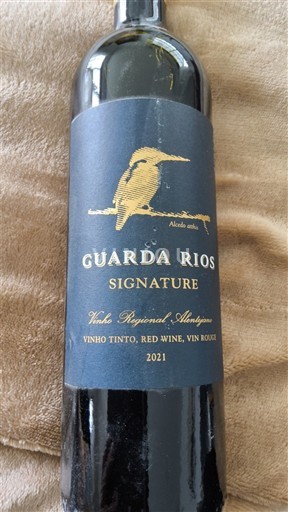 Alcedo atthis
GUARDA RIOS
SIGNATURE
Vinho Regional Alentejano
VINHO TINTO, RED WINE, VIN ROUGE
2021